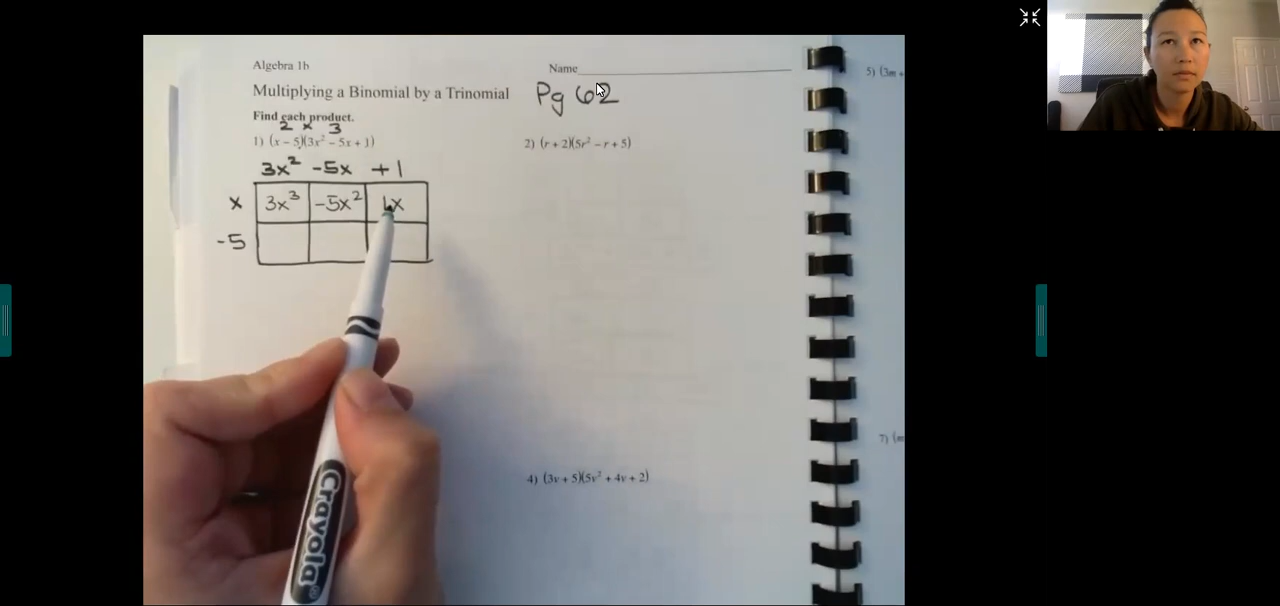 Algebra 1b
Name
Multiplying a Binomial by a Trinomial
Pg 62
Find each product.
2 x 3
1) (x − 5)(3x² − 5x + 1)
2) (r + 2)(5r² − r + 5)
3x² -5x +1
x 3x³ -5x² 1x
-5
4) (3v + 5)(5v² + 4v + 2)
5) (3m +
7) (m
Crayola